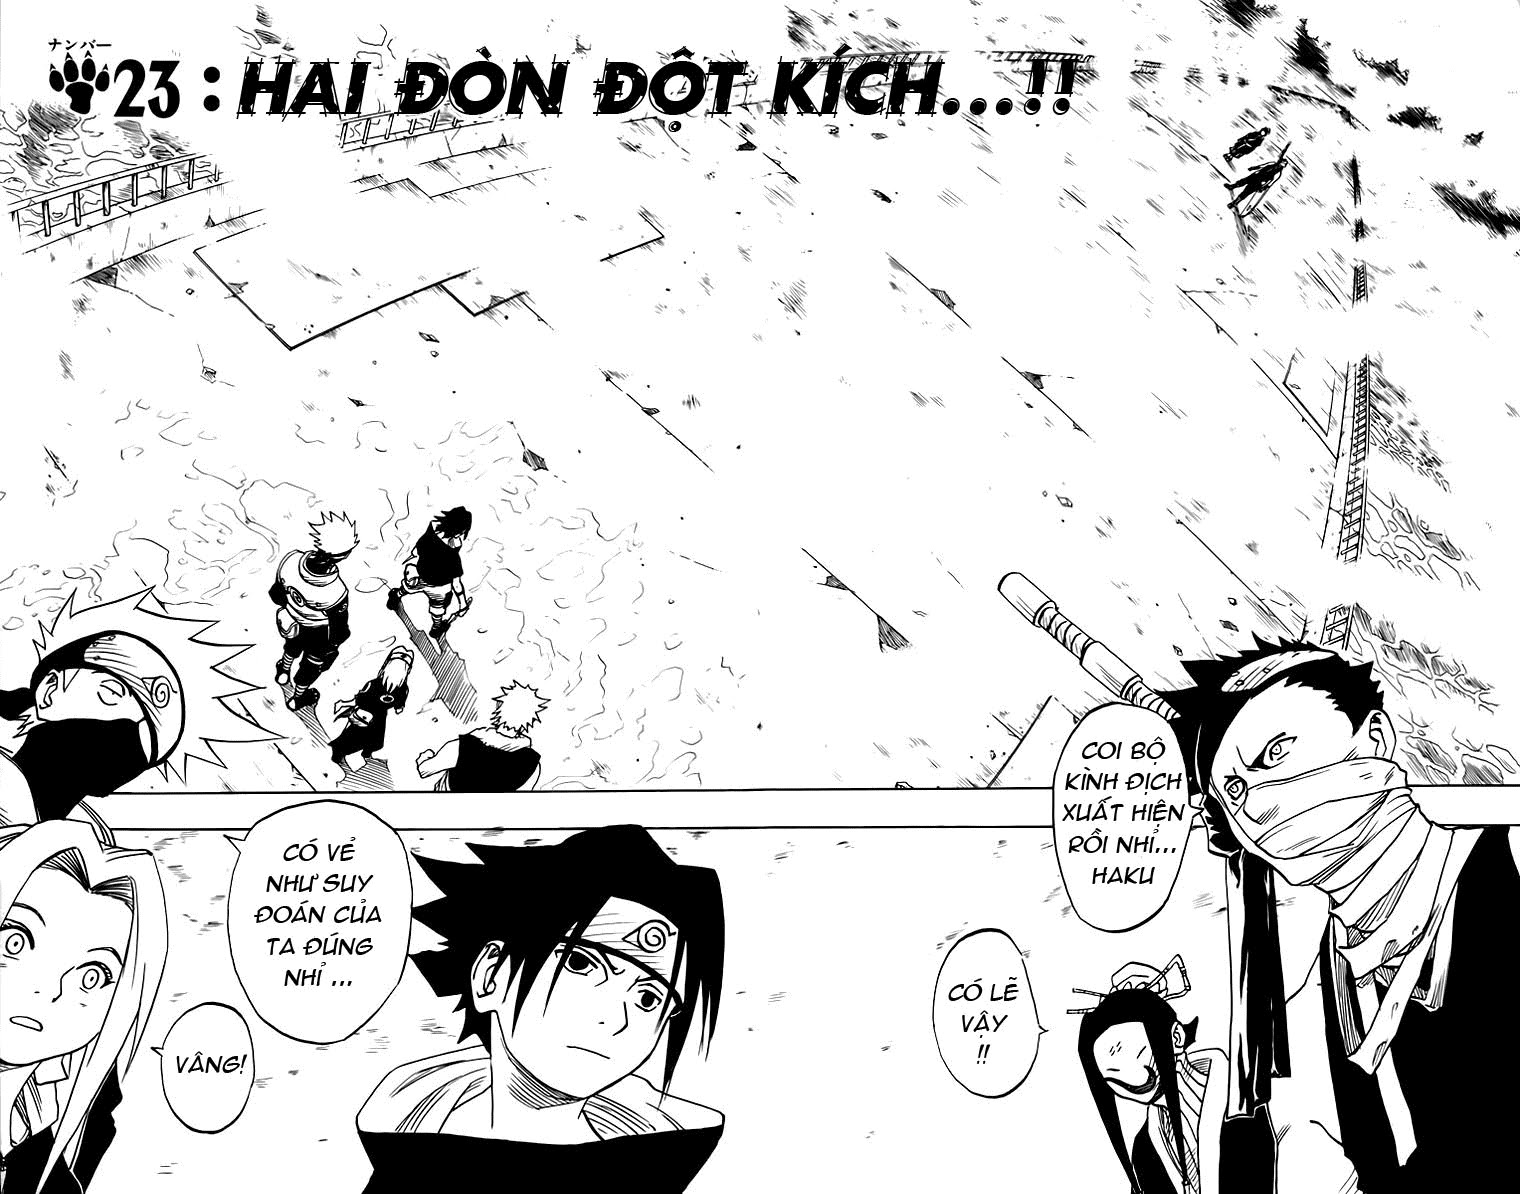 ナンバー
23 : HAI ĐÒN ĐỘT KÍCH...!!
COI BỘ
KÌNH ĐỊCH
XUẤT HIỆN
RỒI NHỈ...
HAKU
CÓ LẼ
VẬY
!!
CÓ VẺ
NHƯ SUY
ĐOÁN CỦA
TA ĐÚNG
NHỈ ...
VÂNG!